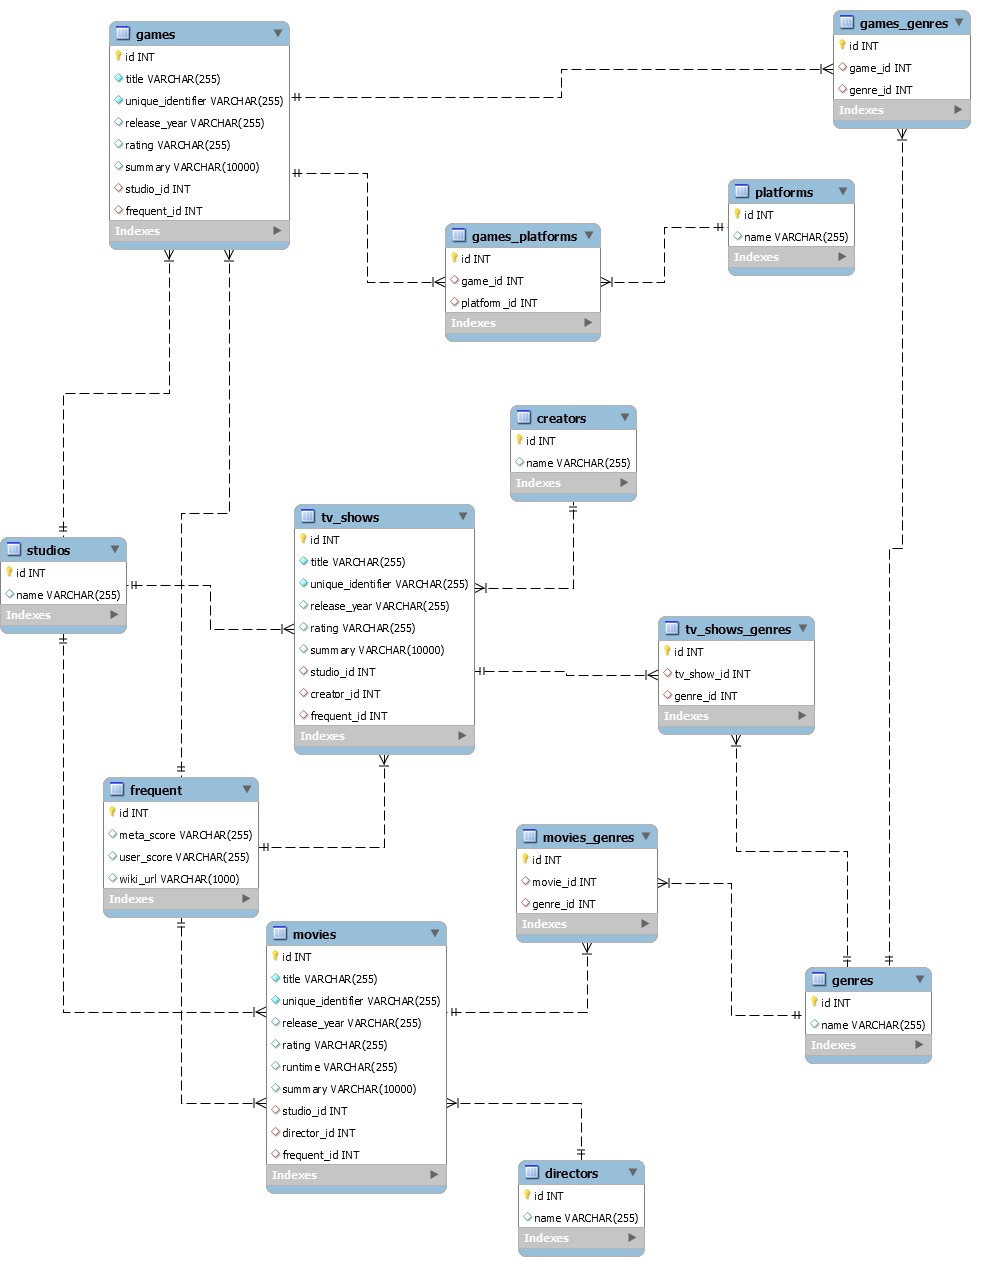 games
id INT
title VARCHAR(255)
unique_identifier VARCHAR(255)
release_year VARCHAR(255)
rating VARCHAR(255)
summary VARCHAR(10000)
studio_id INT
frequent_id INT
Indexes
games_genres
id INT
game_id INT
genre_id INT
Indexes
platforms
id INT
name VARCHAR(255)
Indexes
games_platforms
id INT
game_id INT
platform_id INT
Indexes
creators
id INT
name VARCHAR(255)
Indexes
tv_shows
id INT
title VARCHAR(255)
unique_identifier VARCHAR(255)
release_year VARCHAR(255)
rating VARCHAR(255)
summary VARCHAR(10000)
studio_id INT
creator_id INT
frequent_id INT
Indexes
studios
id INT
name VARCHAR(255)
Indexes
tv_shows_genres
id INT
tv_show_id INT
genre_id INT
Indexes
frequent
id INT
meta_score VARCHAR(255)
user_score VARCHAR(255)
wiki_url VARCHAR(1000)
Indexes
movies_genres
id INT
movie_id INT
genre_id INT
Indexes
movies
id INT
title VARCHAR(255)
unique_identifier VARCHAR(255)
release_year VARCHAR(255)
rating VARCHAR(255)
runtime VARCHAR(255)
summary VARCHAR(10000)
studio_id INT
director_id INT
frequent_id INT
Indexes
genres
id INT
name VARCHAR(255)
Indexes
directors
id INT
name VARCHAR(255)
Indexes